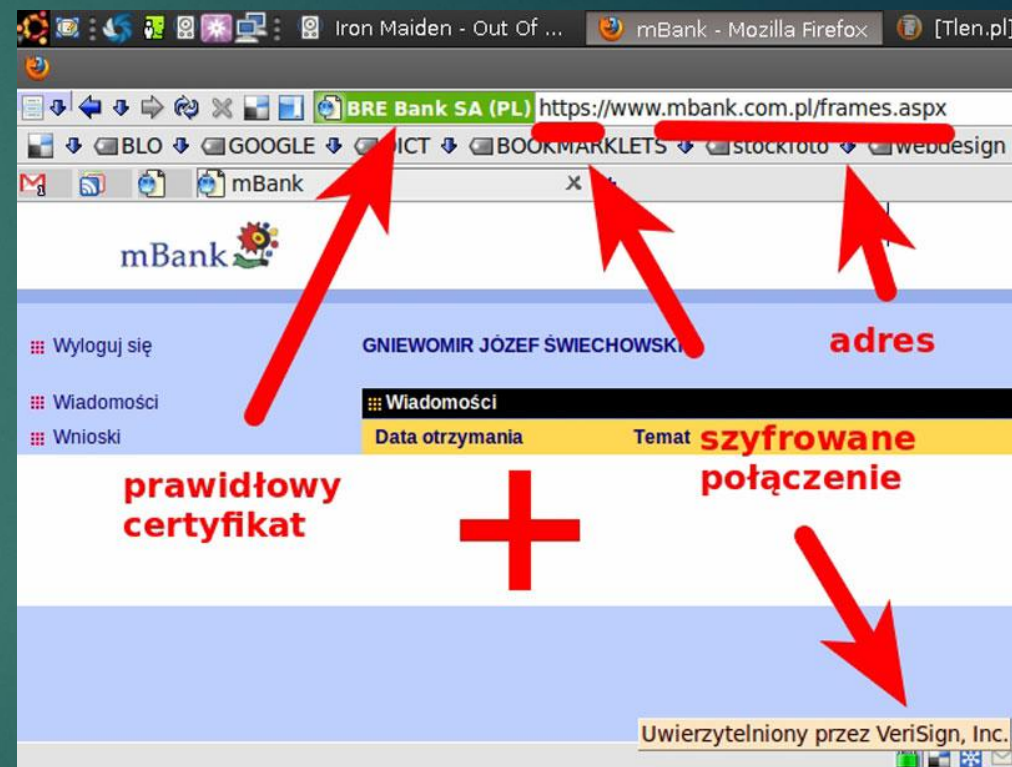 Iron Maiden - Out Of ... mBank - Mozilla Firefox [Tlen.pl]
BRE Bank SA (PL) https://www.mbank.com.pl/frames.aspx
BLO GOOGLE DICT BOOKMARKLETS stockfoto webdesign
mBank
mBank
adres
Wyloguj się GNIEWOMIR JÓZEF ŚWIECHOWSKI
Wiadomości Wiadomości
Wnioski Data otrzymania Temat
szyfrowane
połączenie
prawidłowy
certyfikat
Uwierzytelniony przez VeriSign, Inc.